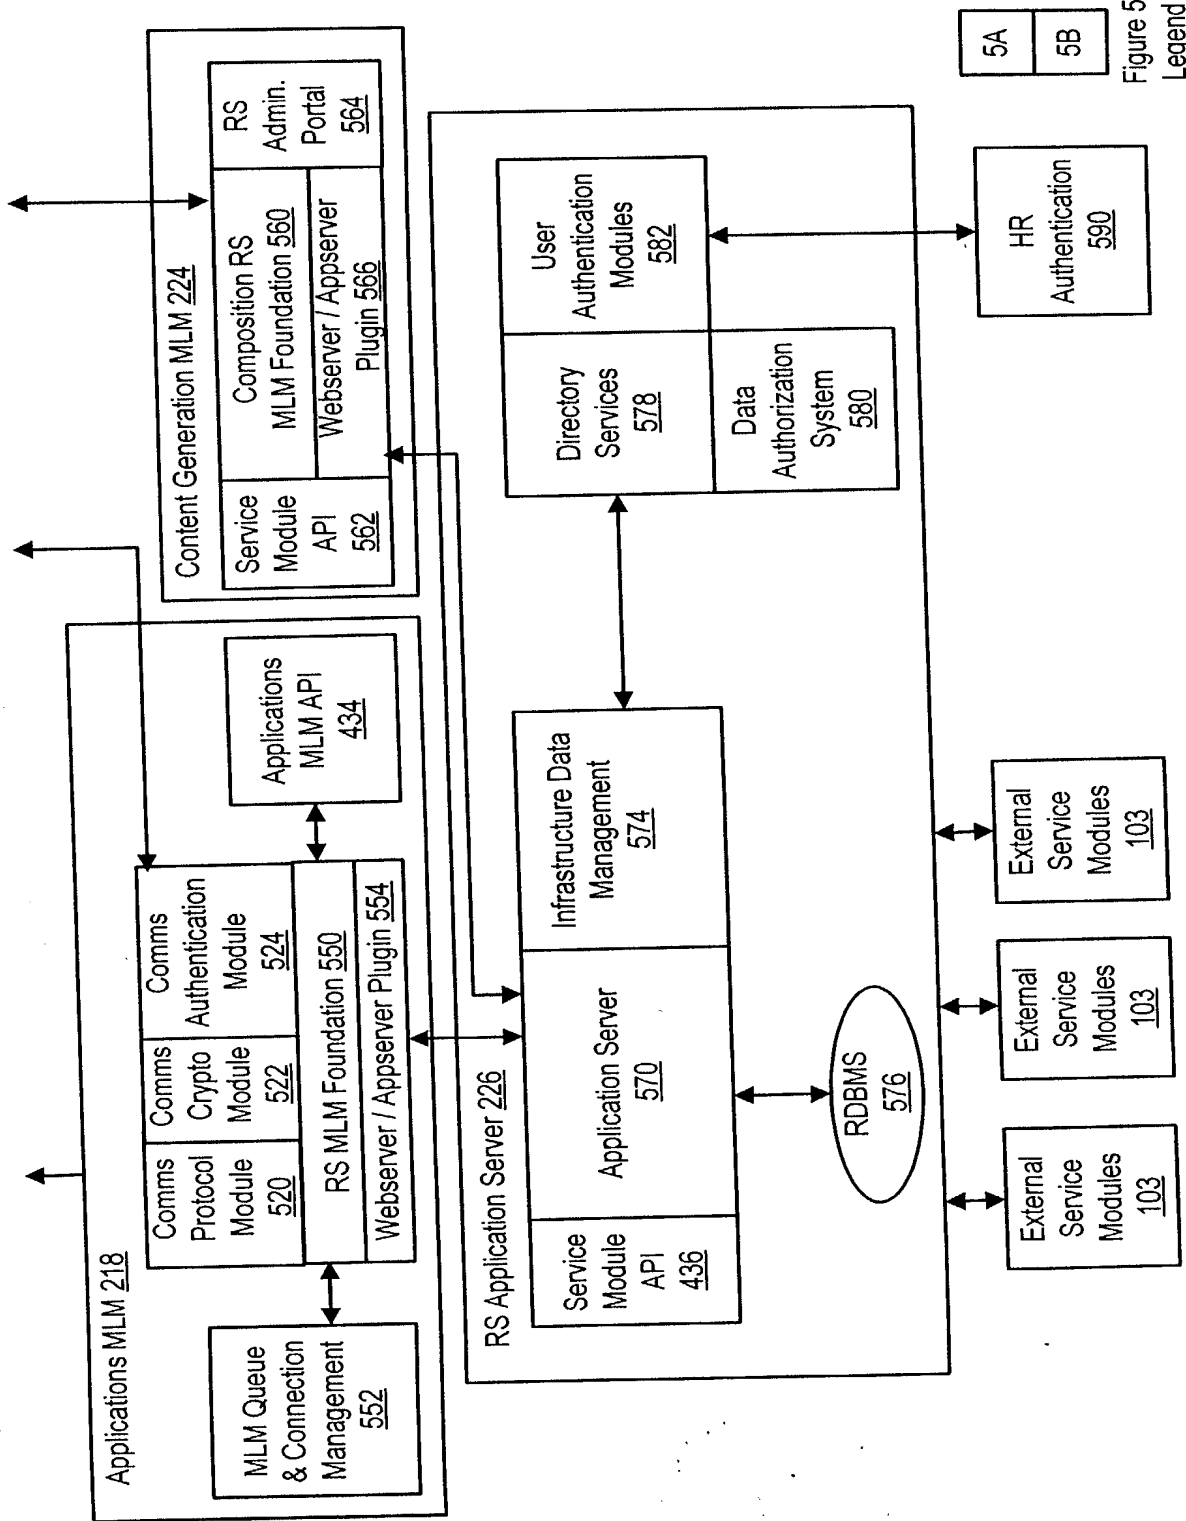 Applications MLM 218
MLM Queue
& Connection
Management
552
Comms
Protocol
Module
520
Comms
Crypto
Module
522
Comms
Authentication
Module
524
RS MLM Foundation 550
Webserver / Appserver Plugin 554
Applications
MLM API
434
Content Generation MLM 224
Service
Module
API
562
Composition RS
MLM Foundation 560
Webserver / Appserver
Plugin 566
RS
Admin.
Portal
564
RS Application Server 226
Service
Module
API
436
Application Server
570
Infrastructure Data
Management
574
RDBMS
576
Directory
Services
578
User
Authentication
Modules
582
Data
Authorization
System
580
External
Service
Modules
103
External
Service
Modules
103
External
Service
Modules
103
HR
Authentication
590
5A
5B
Figure 5
Legend